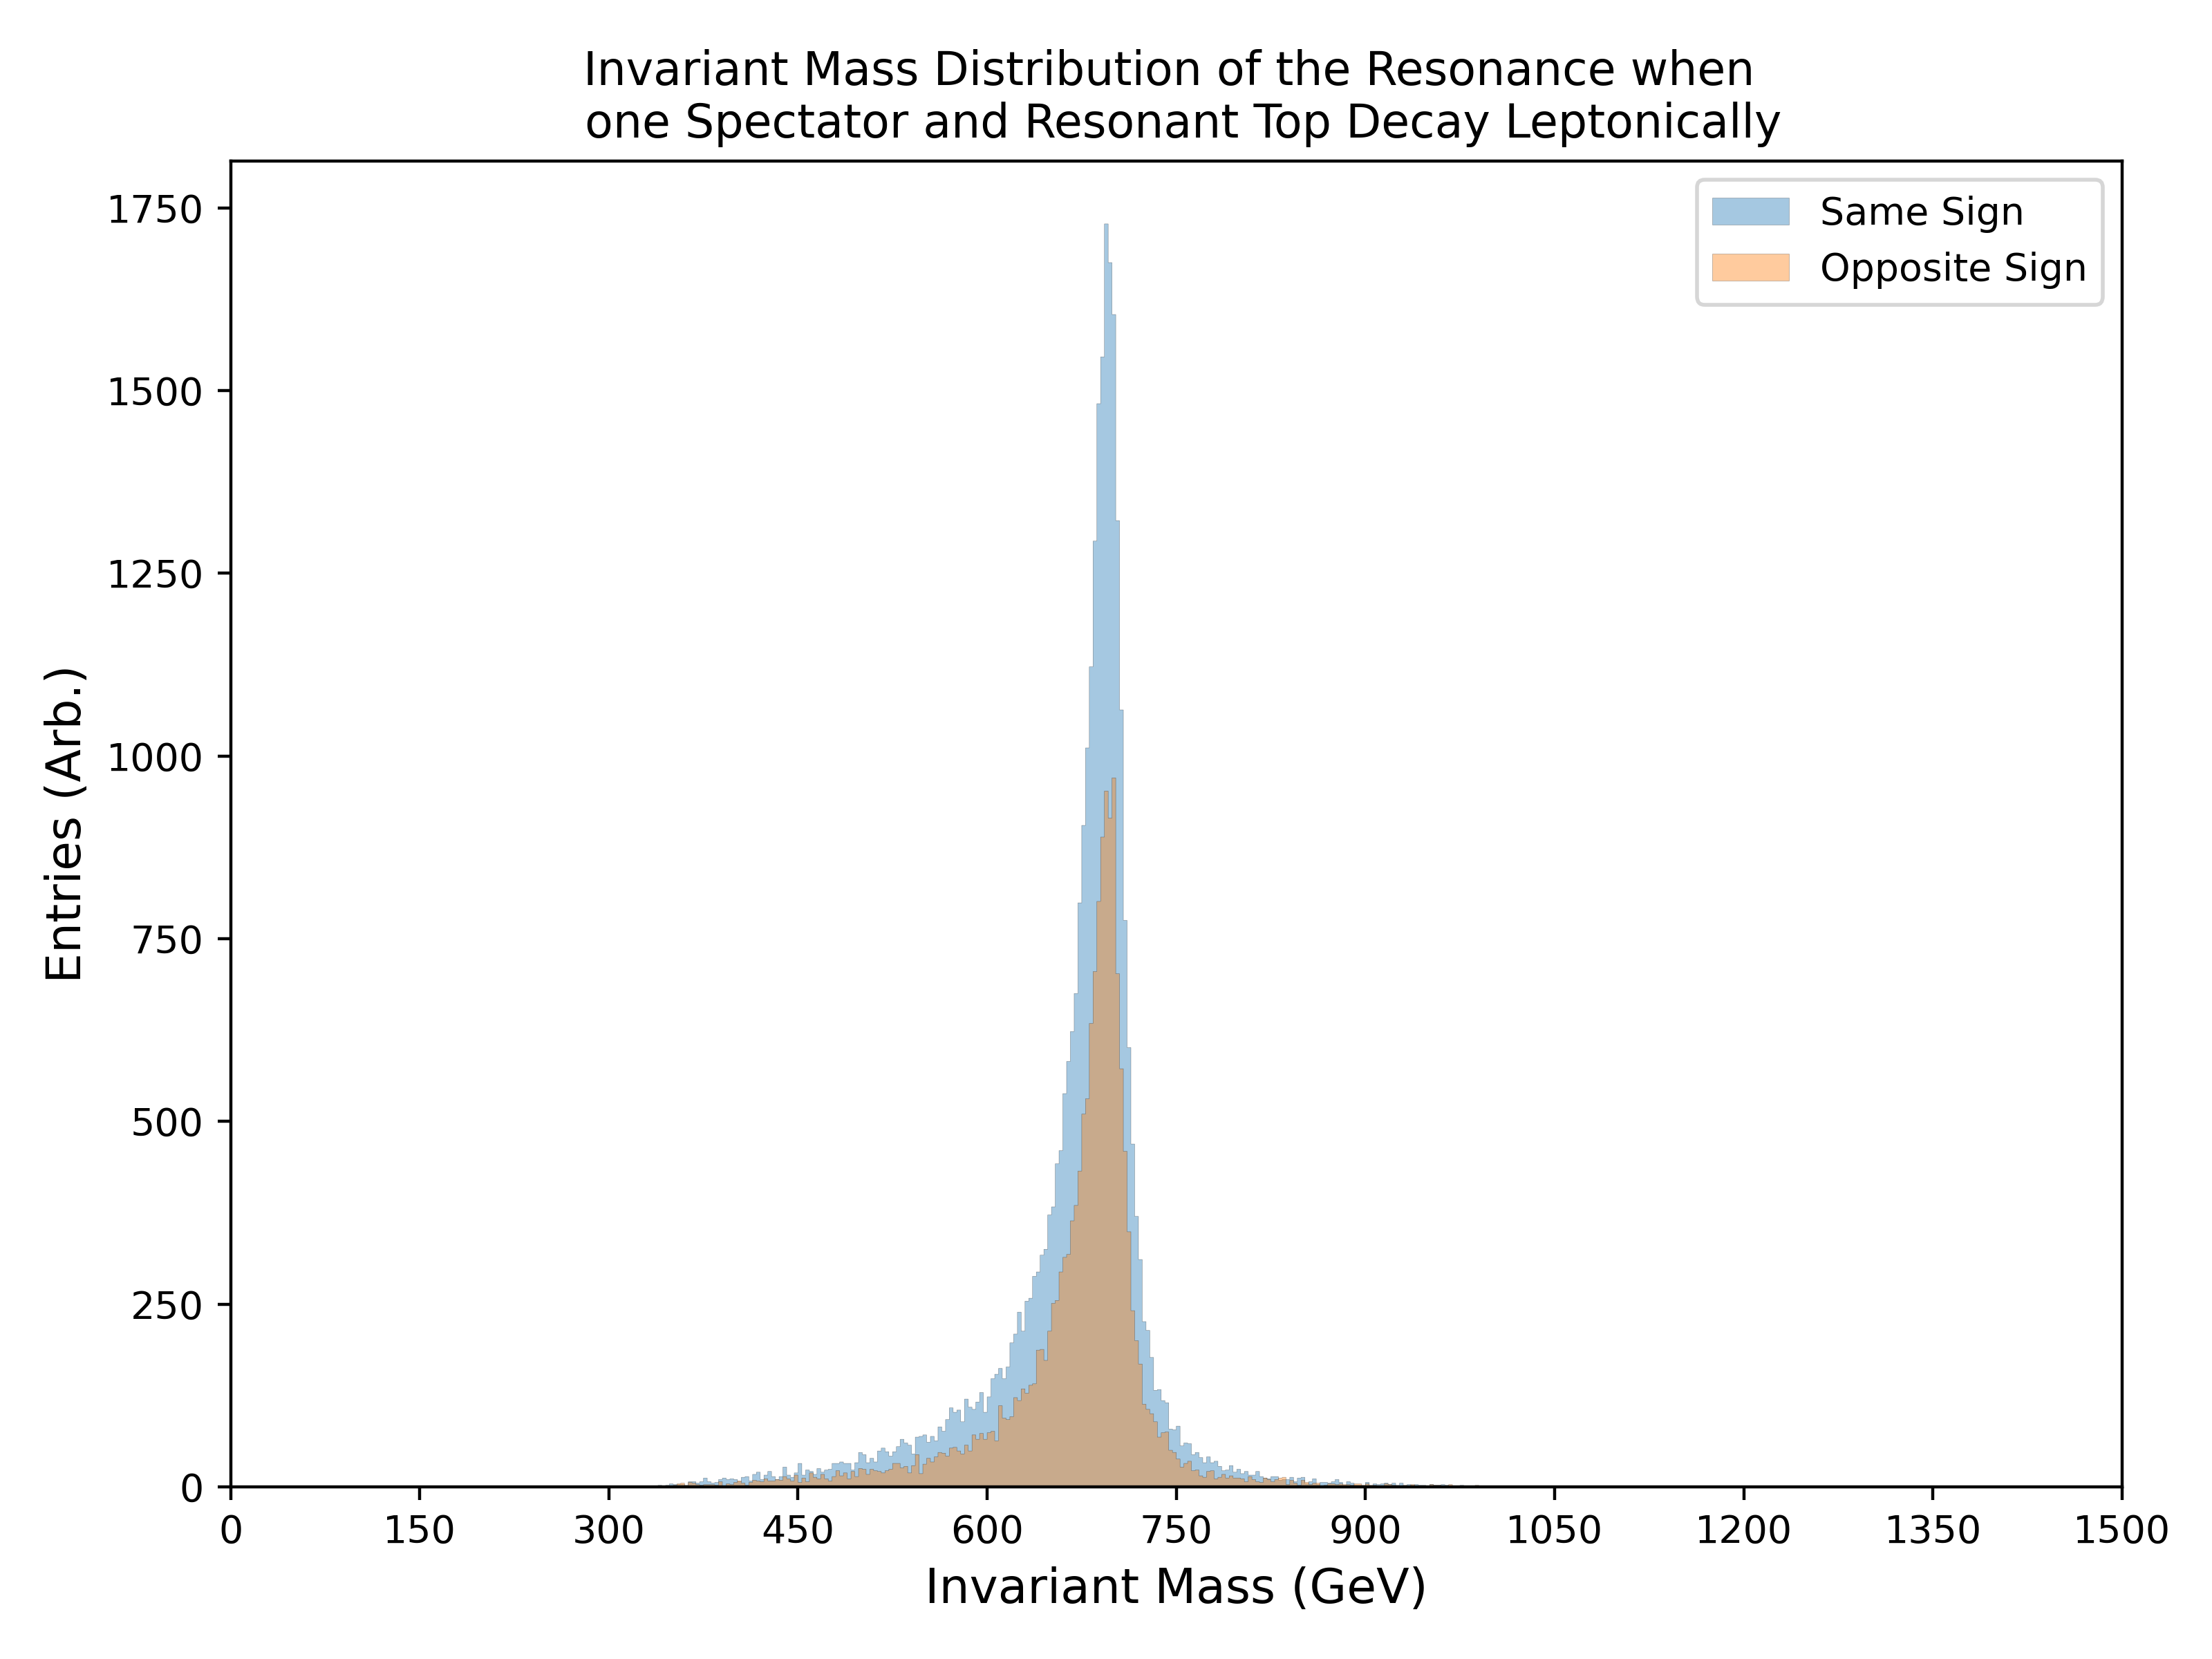 Invariant Mass Distribution of the Resonance when
one Spectator and Resonant Top Decay Leptonically
Same Sign
Opposite Sign
Entries (Arb.)
1750
1500
1250
1000
750
500
250
0
0 150 300 450 600 750 900 1050 1200 1350 1500
Invariant Mass (GeV)